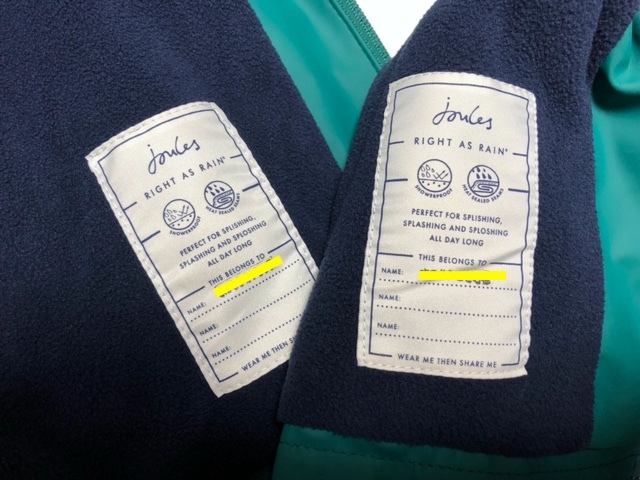 joules
RIGHT AS RAIN®
SHOWERPROOF
HEAT SEALED SEAMS
PERFECT FOR SPLISHING,
SPLASHING AND SPLOSHING
ALL DAY LONG
THIS BELONGS TO
NAME:
NAME:
NAME:
WEAR ME THEN SHARE ME
joules
RIGHT AS RAIN®
SHOWERPROOF
HEAT SEALED SEAMS
PERFECT FOR SPLISHING,
SPLASHING AND SPLOSHING
ALL DAY LONG
THIS BELONGS TO
NAME:
NAME:
NAME:
WEAR ME THEN SHARE ME